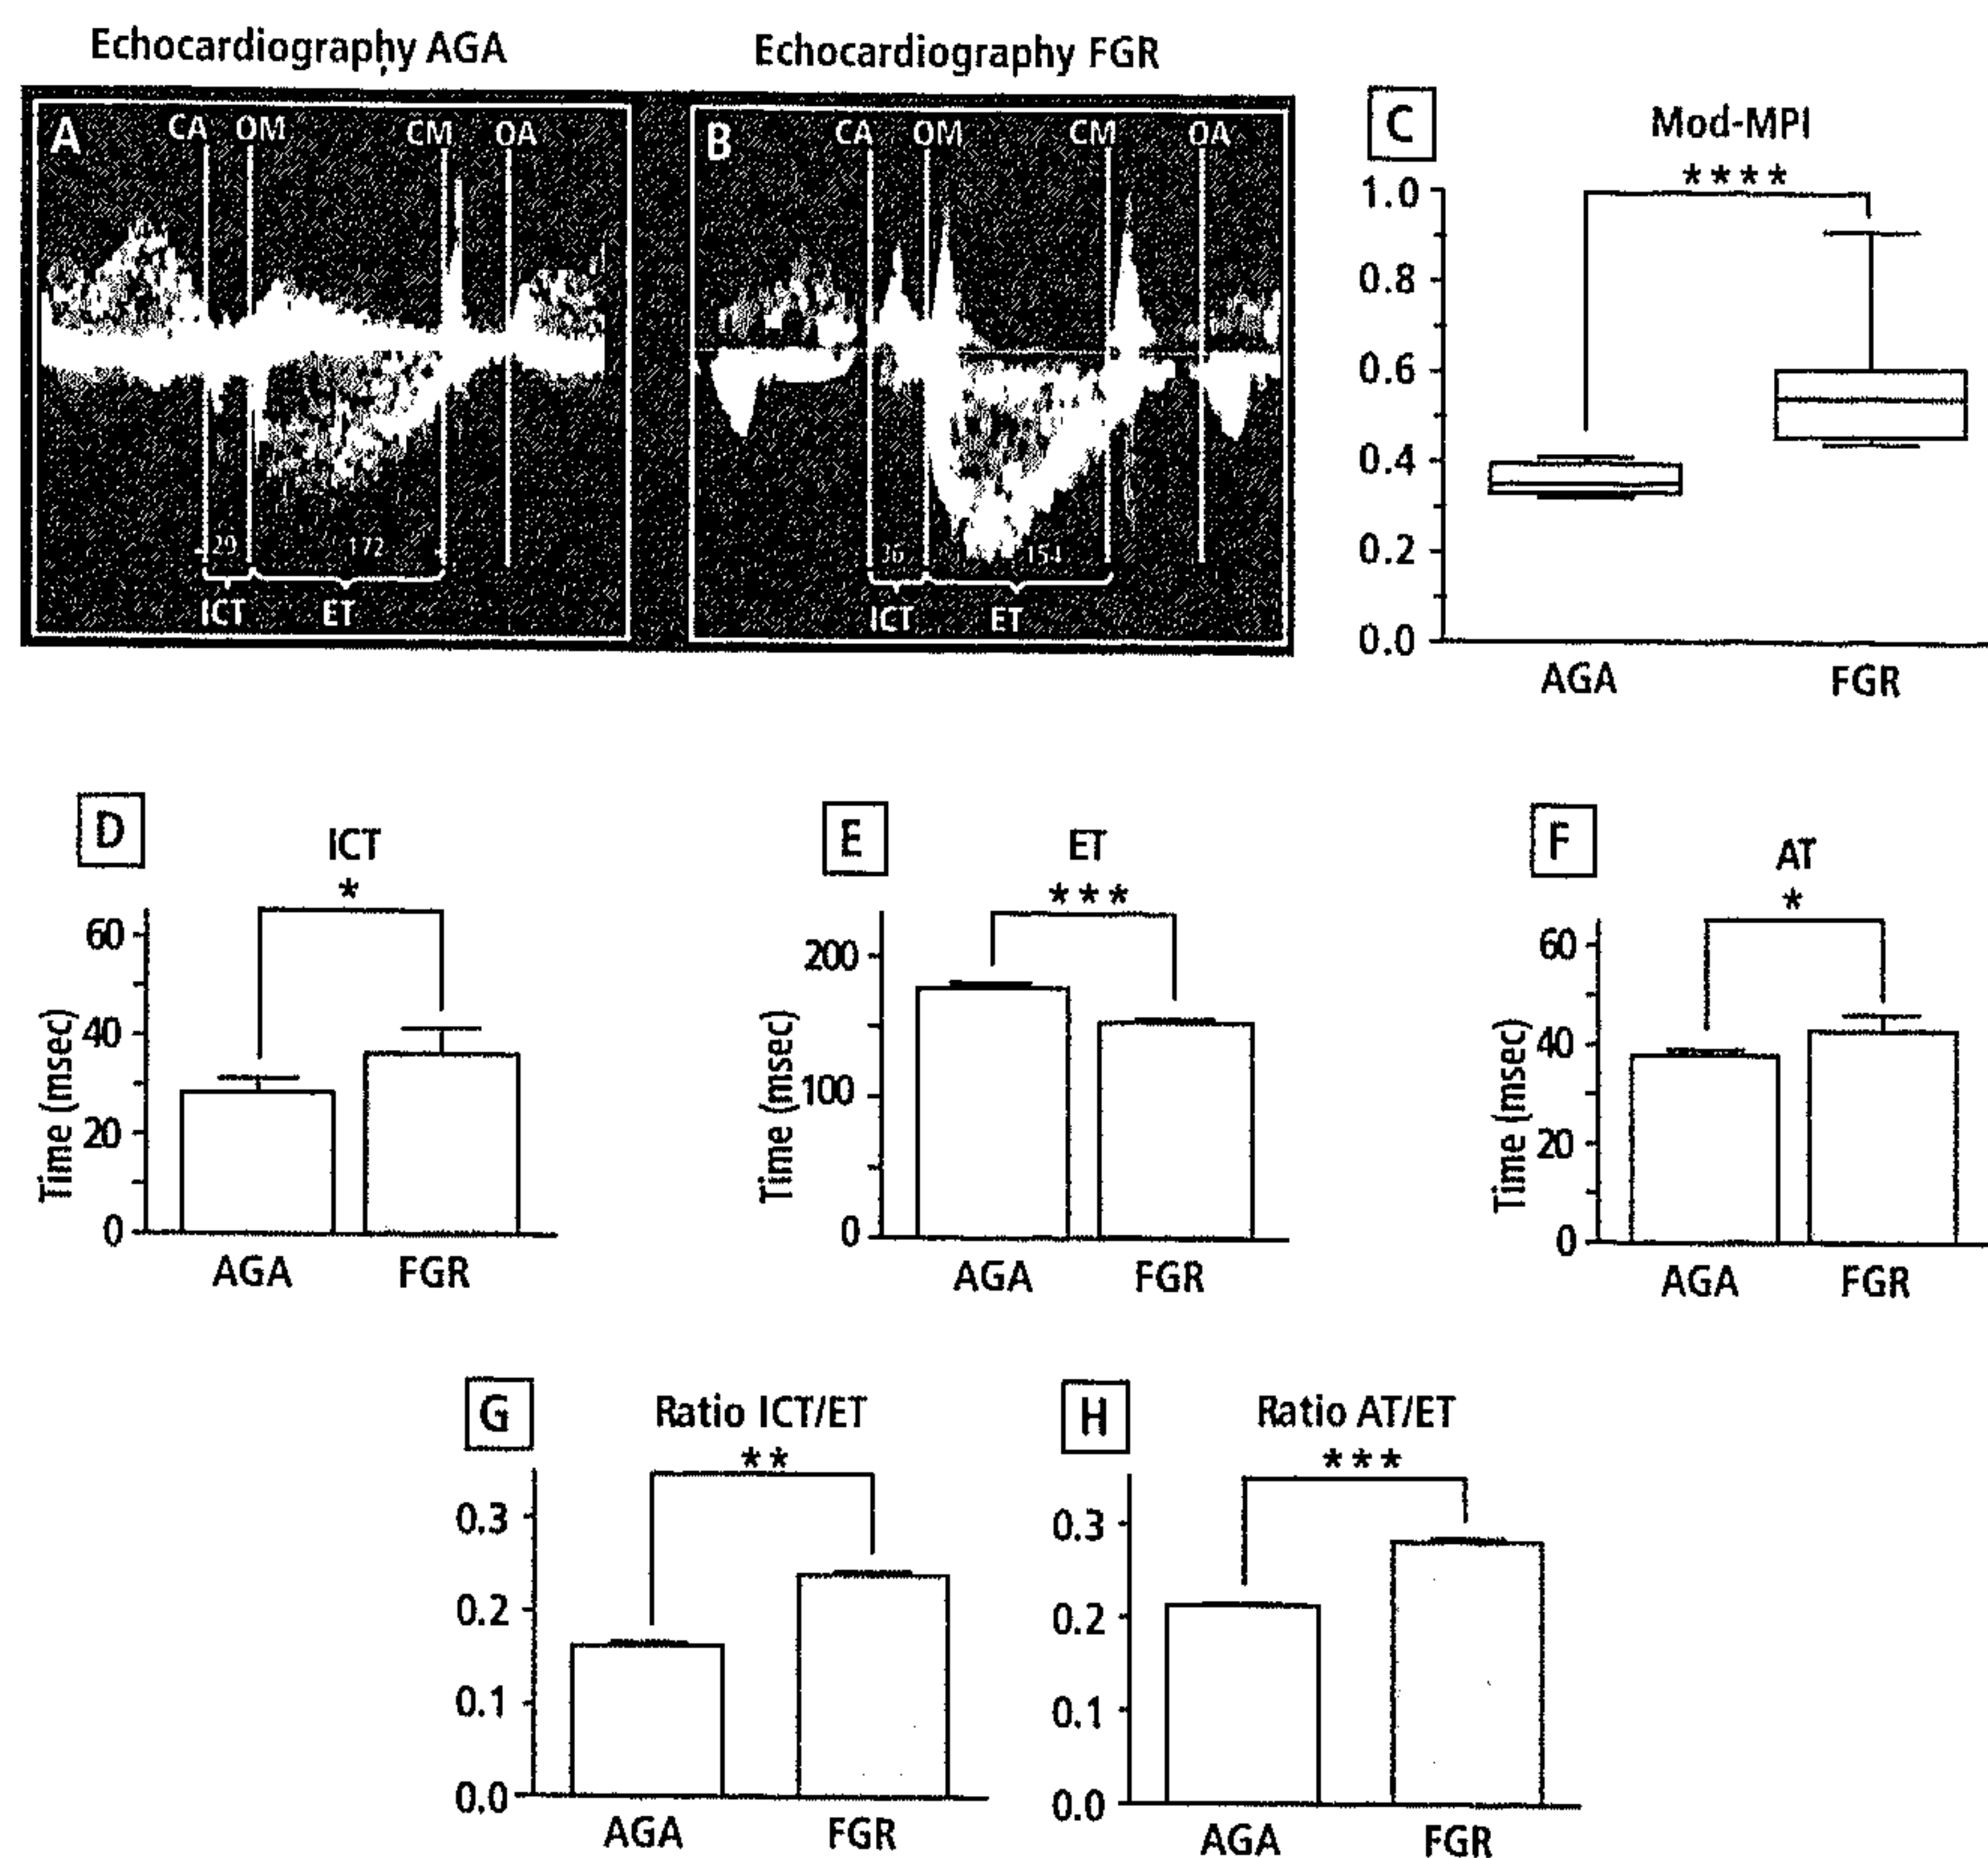 Echocardiography AGA
Echocardiography FGR
A
CA OM CM OA
29 172
ICT ET
B
CA OM CM OA
36 154
ICT ET
C
Mod-MPI
****
1.0
0.8
0.6
0.4
0.2
0.0
AGA FGR
D
ICT
*
Time (msec)
60
40
20
0
AGA FGR
E
ET
***
Time (msec)
200
100
0
AGA FGR
F
AT
*
Time (msec)
60
40
20
0
AGA FGR
G
Ratio ICT/ET
**
0.3
0.2
0.1
0.0
AGA FGR
H
Ratio AT/ET
***
0.3
0.2
0.1
0.0
AGA FGR